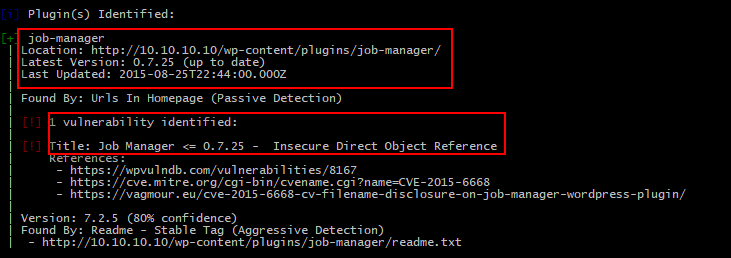 [!] Plugin(s) Identified:
[+] job-manager
| Location: http://10.10.10.10/wp-content/plugins/job-manager/
| Latest Version: 0.7.25 (up to date)
| Last Updated: 2015-08-25T22:44:00.000Z
|
| Found By: Urls In Homepage (Passive Detection)
|
| [!] 1 vulnerability identified:
|
| [!] Title: Job Manager <= 0.7.25 -  Insecure Direct Object Reference
|     References:
|      - https://wpvulndb.com/vulnerabilities/8167
|      - https://cve.mitre.org/cgi-bin/cvename.cgi?name=CVE-2015-6668
|      - https://vagmour.eu/cve-2015-6668-cv-filename-disclosure-on-job-manager-wordpress-plugin/
|
| Version: 7.2.5 (80% confidence)
| Found By: Readme - Stable Tag (Aggressive Detection)
|  - http://10.10.10.10/wp-content/plugins/job-manager/readme.txt